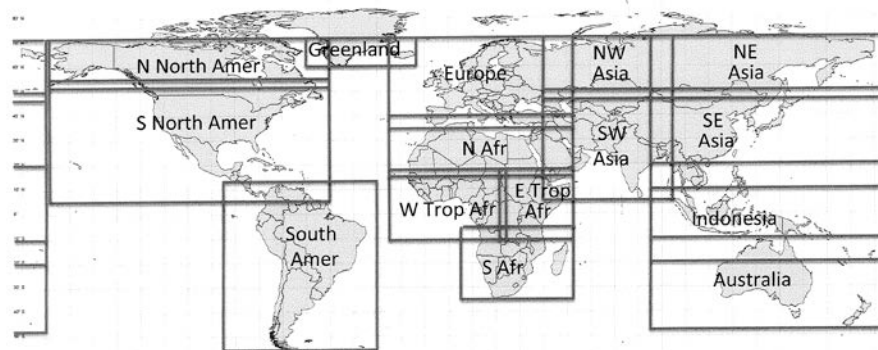 Greenland
N North Amer
Europe
NW
Asia
NE
Asia
S North Amer
N Afr
SW
Asia
SE
Asia
W Trop Afr
E Trop
Afr
South
Amer
Indonesia
S Afr
Australia